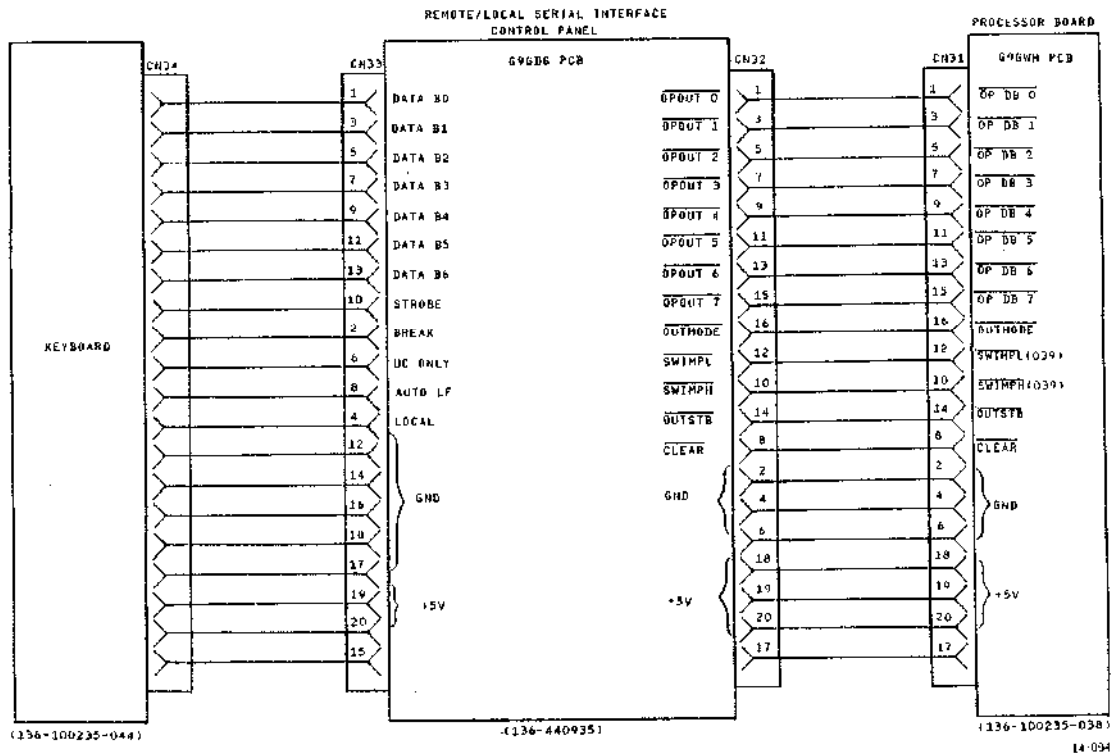 REMOTE/LOCAL SERIAL INTERFACE
CONTROL PANEL
PROCESSOR BOARD
CN34
CN33
G9GDG PCB
CN32
CN31
G9GWH PCB
1 DATA B0
3 DATA B1
5 DATA B2
7 DATA B3
9 DATA B4
11 DATA B5
13 DATA B6
10 STROBE
2 BREAK
6 UC ONLY
8 AUTO LF
4 LOCAL
12
14
16
18
17
GND
19
20
+5V
15
KEYBOARD
OPOUT 0 1
OPOUT 1 3
OPOUT 2 5
OPOUT 3 7
OPOUT 4 9
OPOUT 5 11
OPOUT 6 13
OPOUT 7 15
OUTMODE 16
SWIMPL 12
SWIMPH 10
OUTSTB 14
CLEAR 8
GND
2
4
6
+5V
18
19
20
17
1 OP DB 0
3 OP DB 1
5 OP DB 2
7 OP DB 3
9 OP DB 4
11 OP DB 5
13 OP DB 6
15 OP DB 7
16 OUTMODE
12 SWIMPL(039)
10 SWIMPH(039)
14 OUTSTB
8 CLEAR
2
4
6
GND
18
19
20
+5V
17
(136-100235-044)
(136-440935)
(136-100235-038)